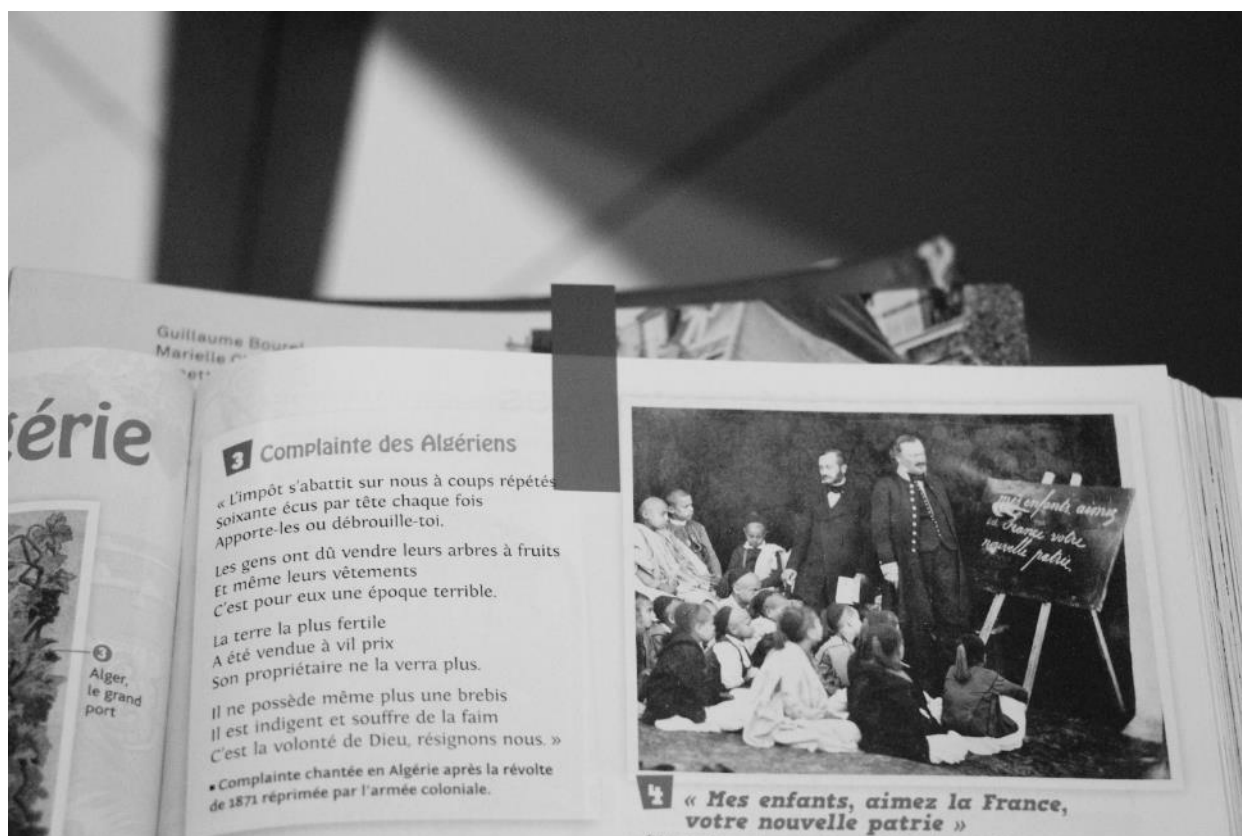 Guillaume
Marielle
gérie
3 Complainte des Algériens
« L'impôt s'abattit sur nous à coups répétés
Soixante écus par tête chaque fois
Apporte-les ou débrouille-toi.
Les gens ont dû vendre leurs arbres à fruits
Et même leurs vêtements
C'est pour eux une époque terrible.
La terre la plus fertile
A été vendue à vil prix
Son propriétaire ne la verra plus.
Il ne possède même plus une brebis
Il est indigent et souffre de la faim
C'est la volonté de Dieu, résignons nous. »
▪ Complainte chantée en Algérie après la révolte
de 1871 réprimée par l'armée coloniale.
3
Alger,
le grand
port
mes enfants aimez
la France votre
nouvelle patrie.
4 « Mes enfants, aimez la France,
votre nouvelle patrie »